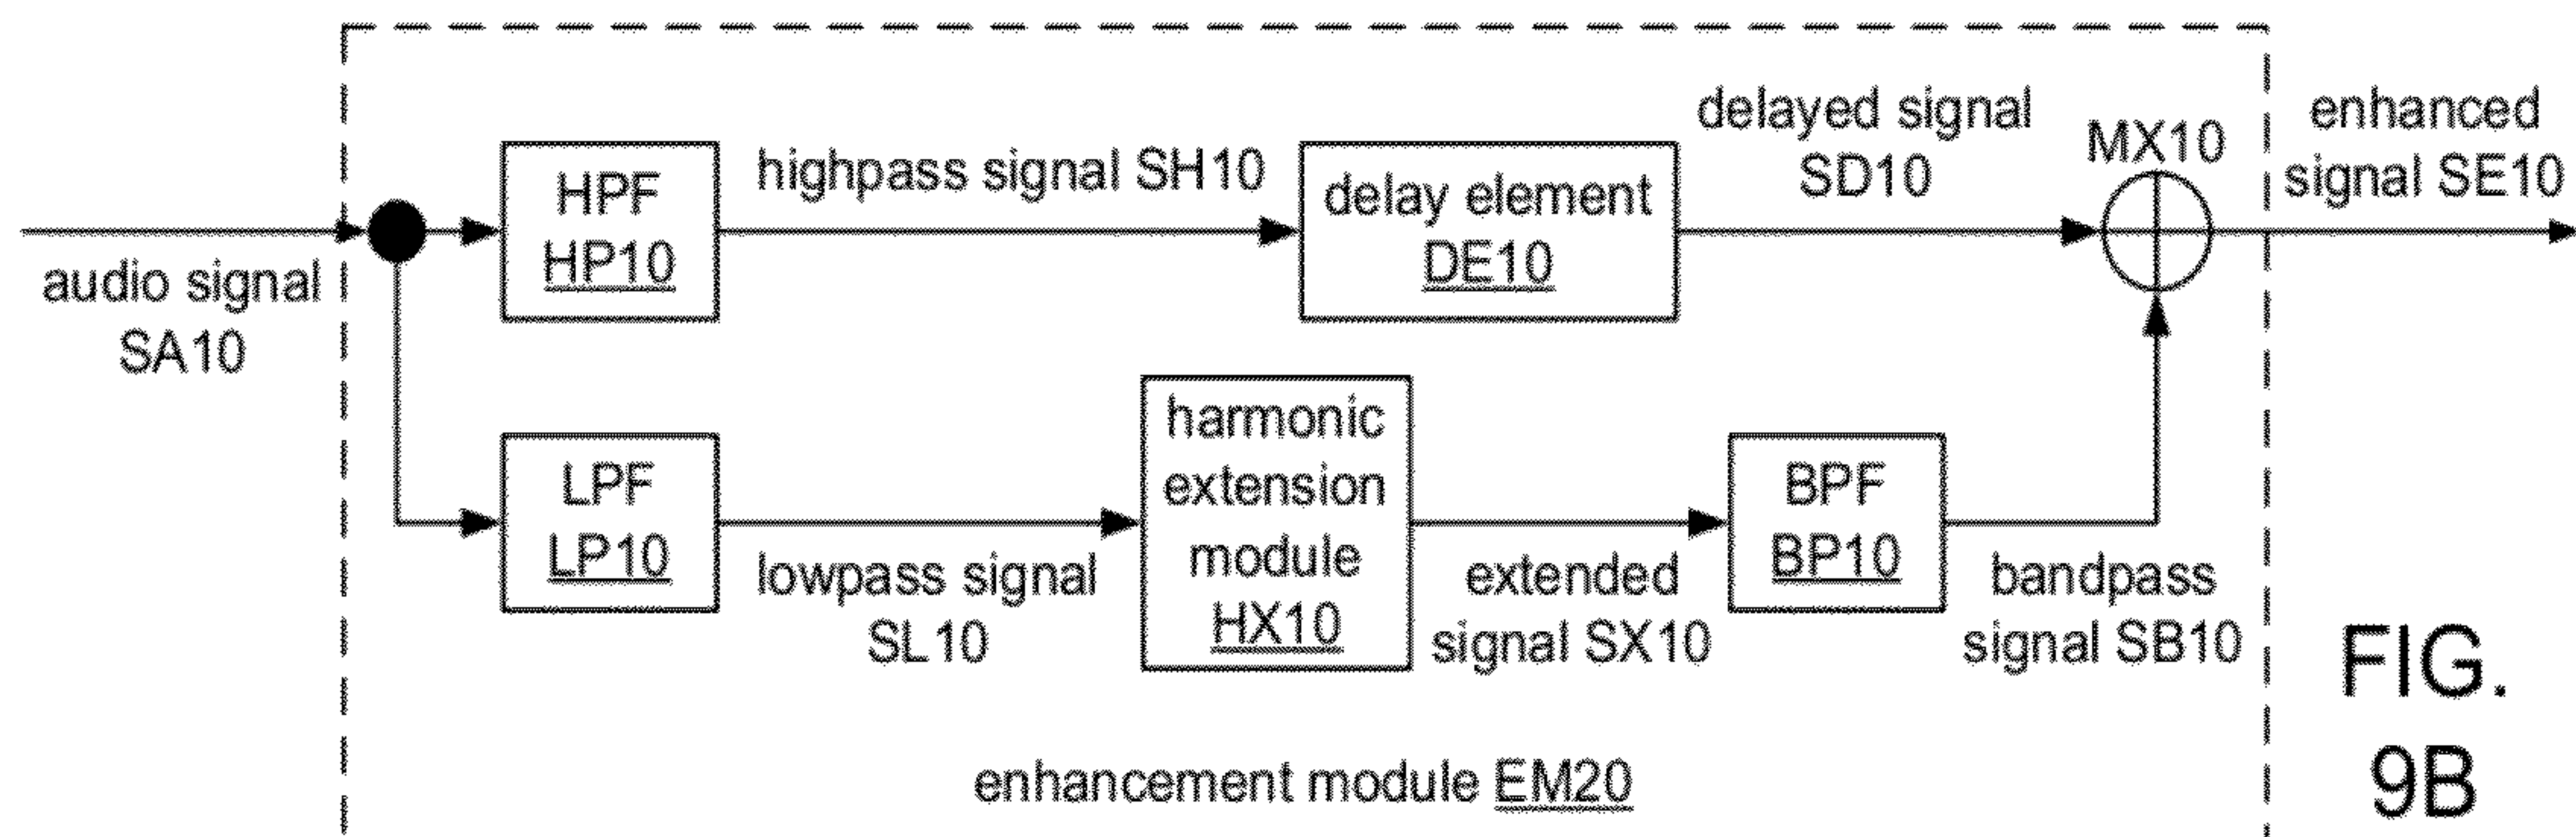 audio signal
SA10
HPF
HP10
highpass signal SH10
delay element
DE10
delayed signal
SD10
MX10
enhanced
signal SE10
LPF
LP10
lowpass signal
SL10
harmonic
extension
module
HX10
extended
signal SX10
BPF
BP10
bandpass
signal SB10
enhancement module EM20
FIG.
9B